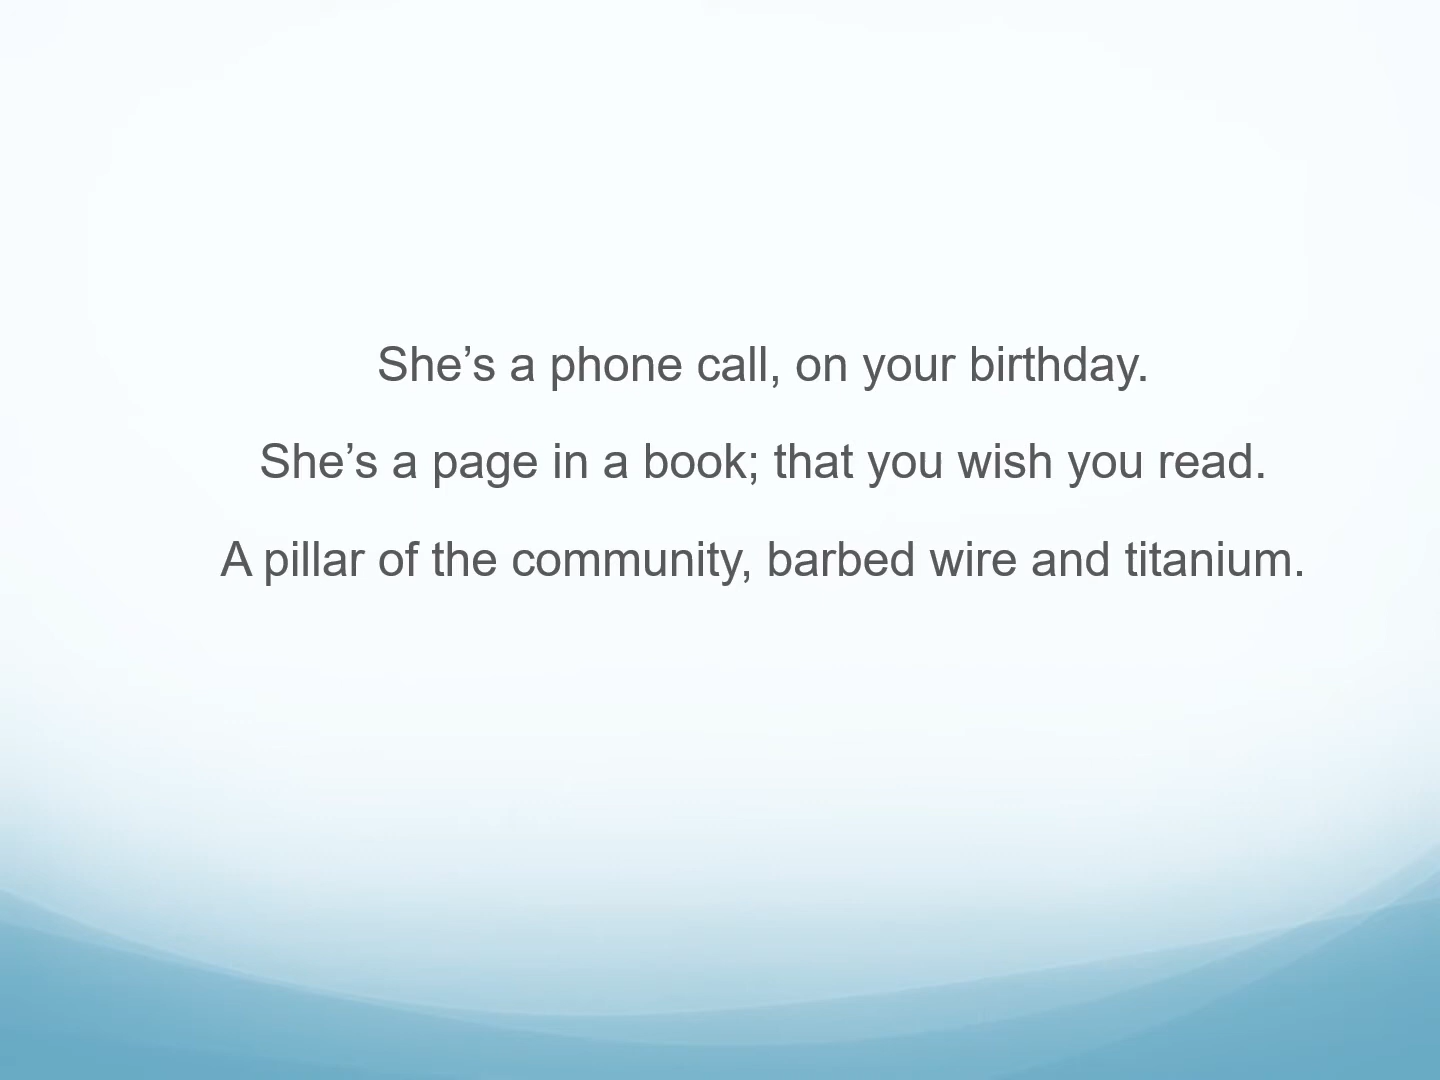 She’s a phone call, on your birthday.
She’s a page in a book; that you wish you read.
A pillar of the community, barbed wire and titanium.